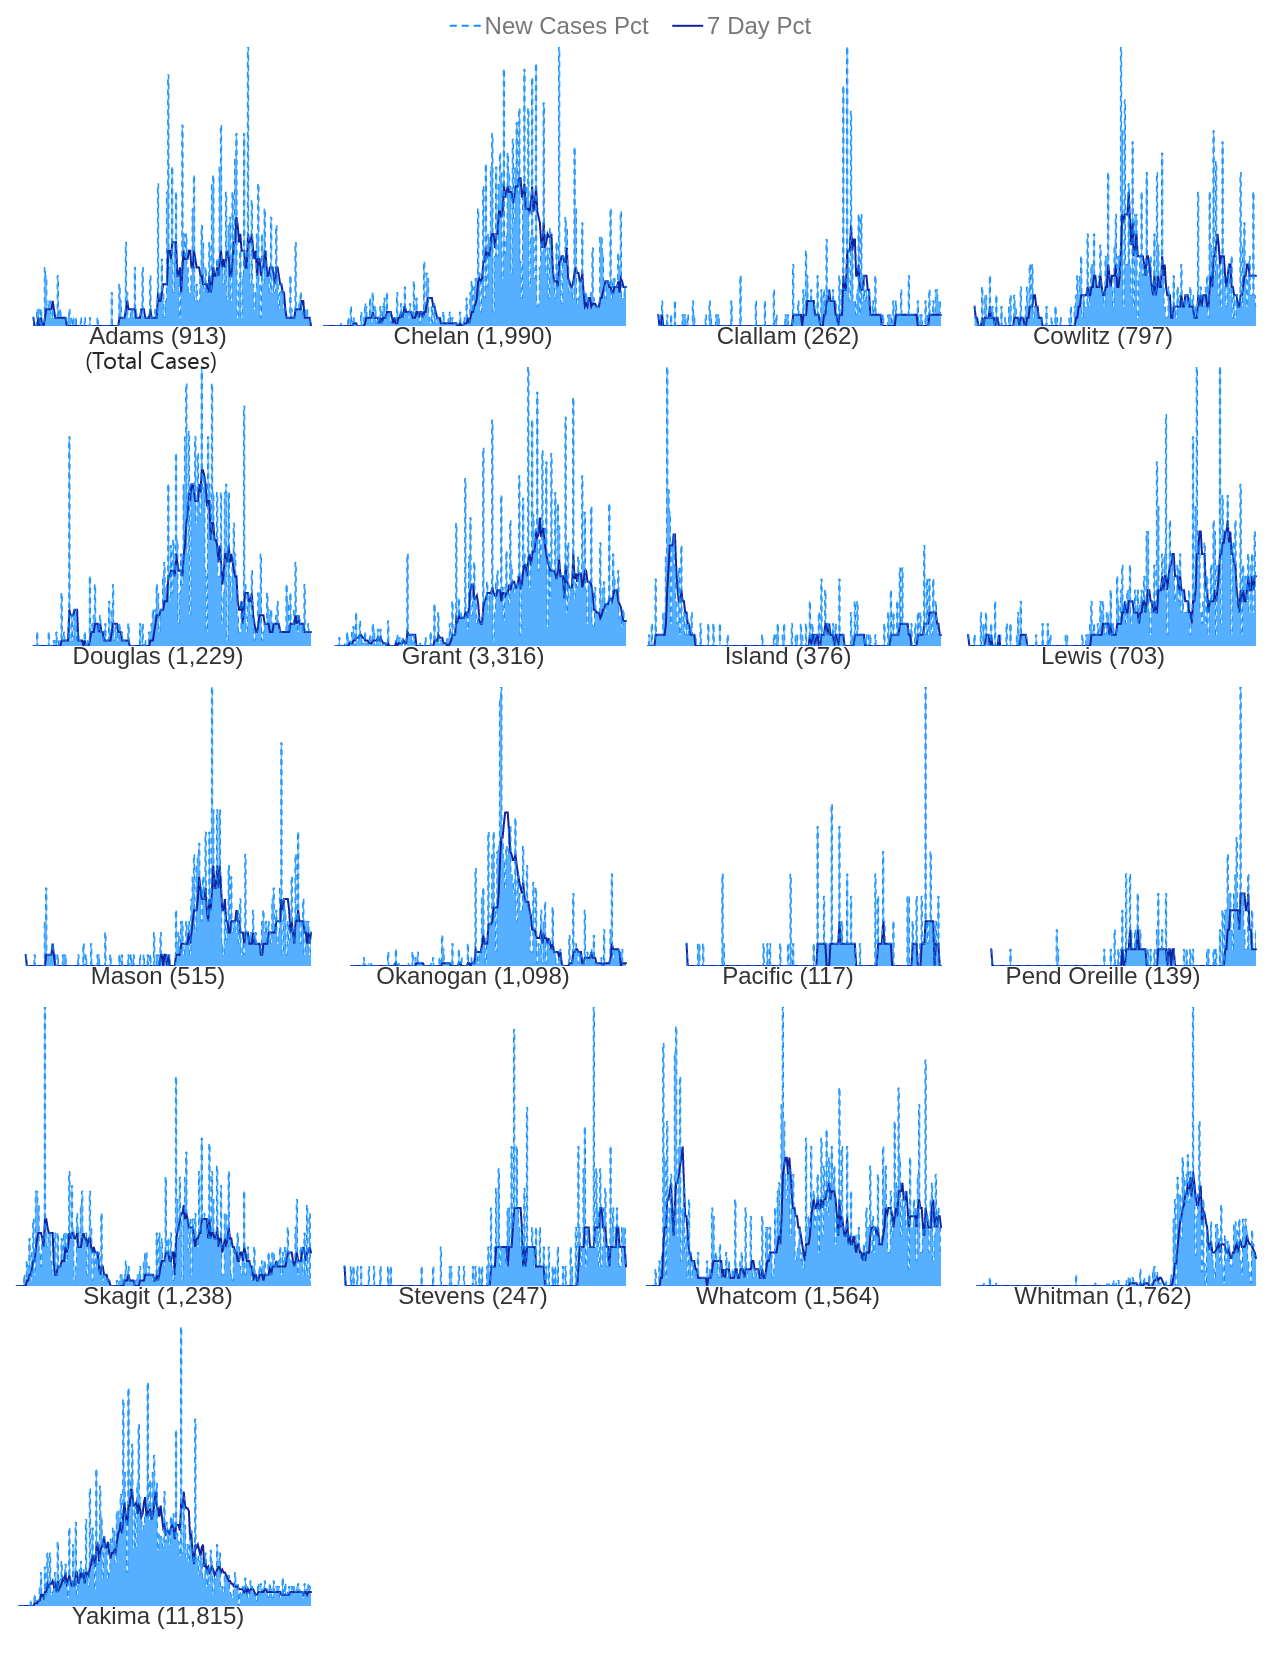 New Cases Pct 7 Day Pct
Adams (913) Chelan (1,990) Clallam (262) Cowlitz (797)
(Total Cases)
Douglas (1,229) Grant (3,316) Island (376) Lewis (703)
Mason (515) Okanogan (1,098) Pacific (117) Pend Oreille (139)
Skagit (1,238) Stevens (247) Whatcom (1,564) Whitman (1,762)
Yakima (11,815)